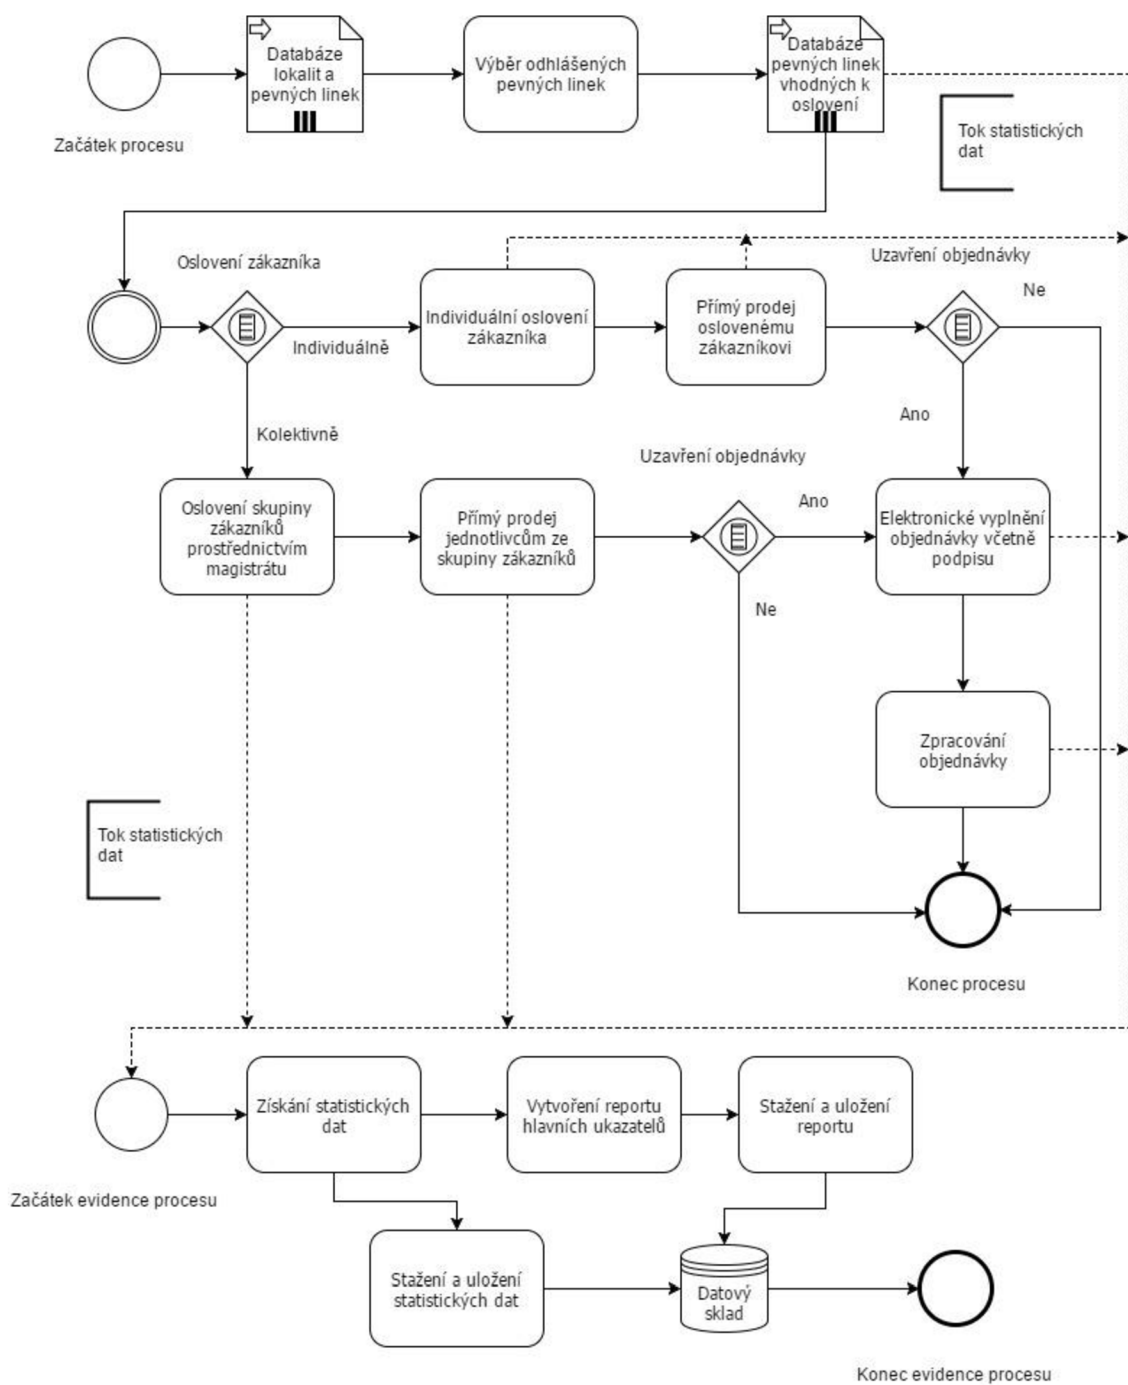 Databáze
lokalit a
pevných linek
Výběr odhlášených
pevných linek
Databáze
pevných linek
vhodných k
oslovení
Začátek procesu
Tok statistických
dat
Oslovení zákazníka
Uzavření objednávky
Ne
Individuálně
Individuální oslovení
zákazníka
Přímý prodej
oslovenému
zákazníkovi
Ano
Kolektivně
Uzavření objednávky
Ano
Oslovení skupiny
zákazníků
prostřednictvím
magistrátu
Přímý prodej
jednotlivcům ze
skupiny zákazníků
Elektronické vyplnění
objednávky včetně
podpisu
Ne
Zpracování
objednávky
Tok statistických
dat
Konec procesu
Získání statistických
dat
Vytvoření reportu
hlavních ukazatelů
Stažení a uložení
reportu
Začátek evidence procesu
Stažení a uložení
statistických dat
Datový
sklad
Konec evidence procesu